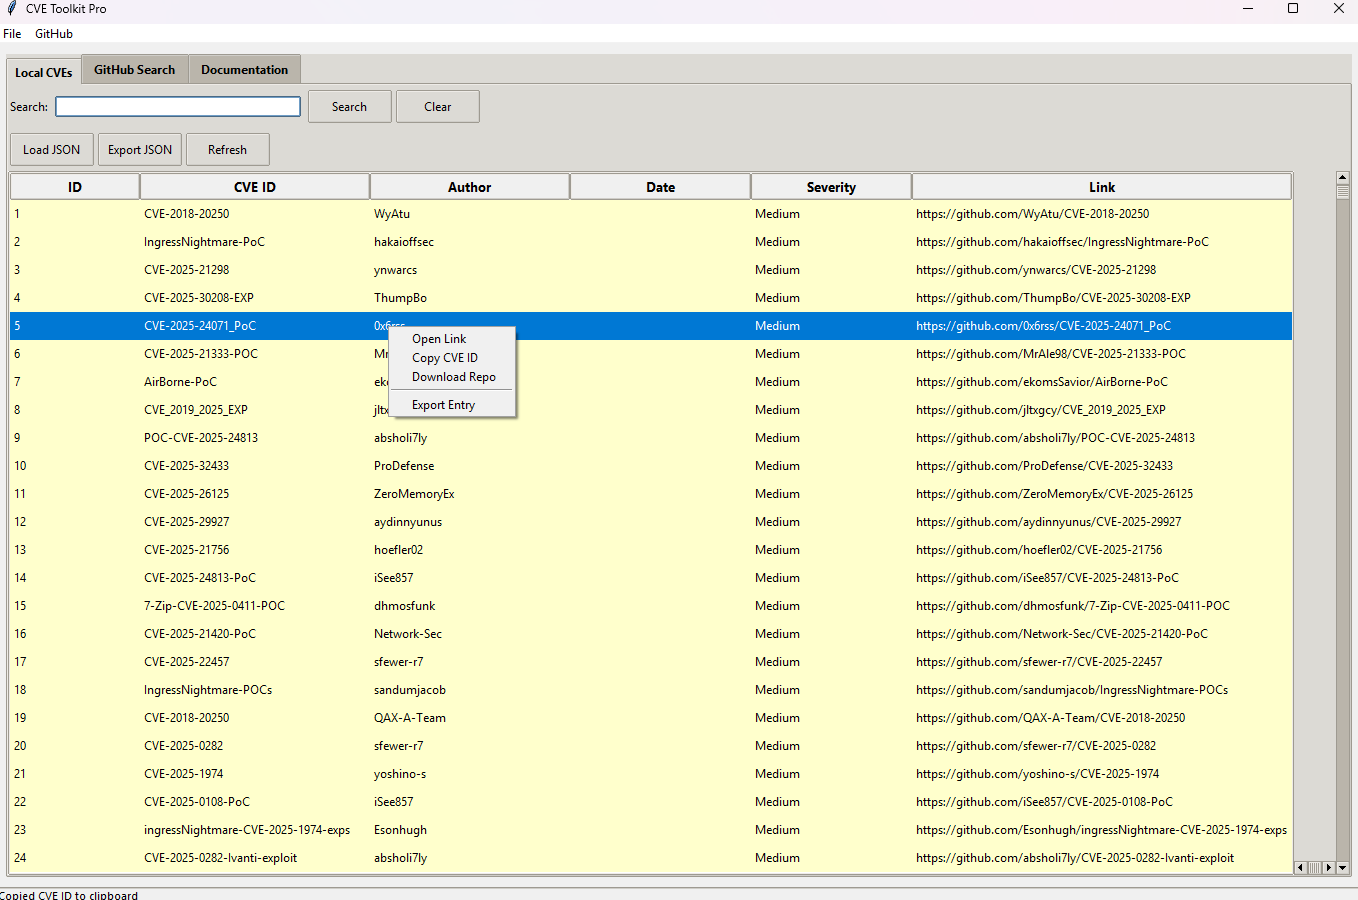 CVE Toolkit Pro
File GitHub
Local CVEs GitHub Search Documentation
Search: Search Clear
Load JSON Export JSON Refresh
ID CVE ID Author Date Severity Link
1 CVE-2018-20250 WyAtu Medium https://github.com/WyAtu/CVE-2018-20250
2 IngressNightmare-PoC hakaioffsec Medium https://github.com/hakaioffsec/IngressNightmare-PoC
3 CVE-2025-21298 ynwarcs Medium https://github.com/ynwarcs/CVE-2025-21298
4 CVE-2025-30208-EXP ThumpBo Medium https://github.com/ThumpBo/CVE-2025-30208-EXP
5 CVE-2025-24071_PoC 0x6rss Medium https://github.com/0x6rss/CVE-2025-24071_PoC
Open Link
Copy CVE ID
Download Repo
Export Entry
6 CVE-2025-21333-POC Medium https://github.com/MrAle98/CVE-2025-21333-POC
7 AirBorne-PoC Medium https://github.com/ekomsSavior/AirBorne-PoC
8 CVE_2019_2025_EXP Medium https://github.com/jltxgcy/CVE_2019_2025_EXP
9 POC-CVE-2025-24813 absholi7ly Medium https://github.com/absholi7ly/POC-CVE-2025-24813
10 CVE-2025-32433 ProDefense Medium https://github.com/ProDefense/CVE-2025-32433
11 CVE-2025-26125 ZeroMemoryEx Medium https://github.com/ZeroMemoryEx/CVE-2025-26125
12 CVE-2025-29927 aydinnyunus Medium https://github.com/aydinnyunus/CVE-2025-29927
13 CVE-2025-21756 hoefler02 Medium https://github.com/hoefler02/CVE-2025-21756
14 CVE-2025-24813-PoC iSee857 Medium https://github.com/iSee857/CVE-2025-24813-PoC
15 7-Zip-CVE-2025-0411-POC dhmosfunk Medium https://github.com/dhmosfunk/7-Zip-CVE-2025-0411-POC
16 CVE-2025-21420-PoC Network-Sec Medium https://github.com/Network-Sec/CVE-2025-21420-PoC
17 CVE-2025-22457 sfewer-r7 Medium https://github.com/sfewer-r7/CVE-2025-22457
18 IngressNightmare-POCs sandumjacob Medium https://github.com/sandumjacob/IngressNightmare-POCs
19 CVE-2018-20250 QAX-A-Team Medium https://github.com/QAX-A-Team/CVE-2018-20250
20 CVE-2025-0282 sfewer-r7 Medium https://github.com/sfewer-r7/CVE-2025-0282
21 CVE-2025-1974 yoshino-s Medium https://github.com/yoshino-s/CVE-2025-1974
22 CVE-2025-0108-PoC iSee857 Medium https://github.com/iSee857/CVE-2025-0108-PoC
23 ingressNightmare-CVE-2025-1974-exps Esonhugh Medium https://github.com/Esonhugh/ingressNightmare-CVE-2025-1974-exps
24 CVE-2025-0282-Ivanti-exploit absholi7ly Medium https://github.com/absholi7ly/CVE-2025-0282-Ivanti-exploit
Copied CVE ID to clipboard